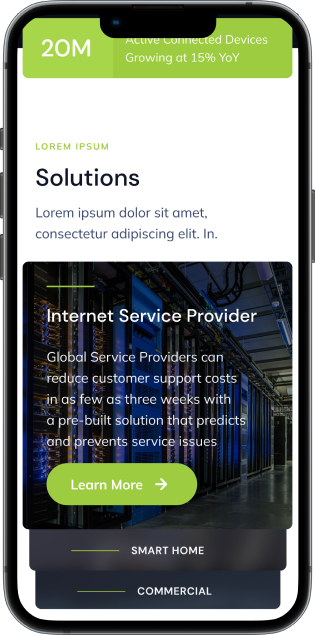 20M
Active Connected Devices
Growing at 15% YoY
LOREM IPSUM
Solutions
Lorem ipsum dolor sit amet,
consectetur adipiscing elit. In.
Internet Service Provider
Global Service Providers can
reduce customer support costs
in as few as three weeks with
a pre-built solution that predicts
and prevents service issues
Learn More
SMART HOME
COMMERCIAL